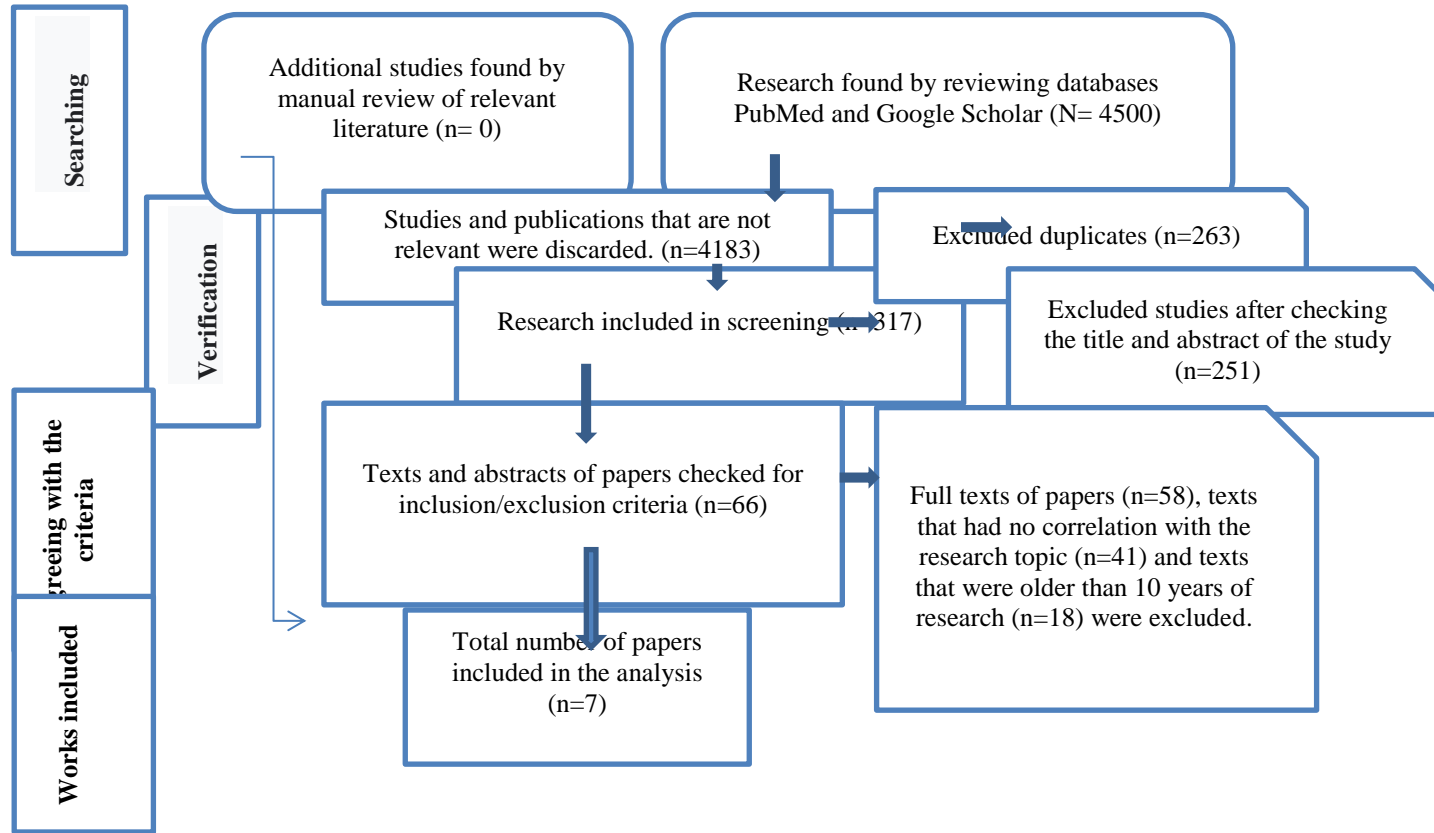 Searching
Additional studies found by
manual review of relevant
literature (n= 0)
Research found by reviewing databases
PubMed and Google Scholar (N= 4500)
Verification
Studies and publications that are not
relevant were discarded. (n=4183)
Excluded duplicates (n=263)
Research included in screening (n=317)
Excluded studies after checking
the title and abstract of the study
(n=251)
greeing with the
criteria
Texts and abstracts of papers checked for
inclusion/exclusion criteria (n=66)
Full texts of papers (n=58), texts
that had no correlation with the
research topic (n=41) and texts
that were older than 10 years of
research (n=18) were excluded.
Works included
Total number of papers
included in the analysis
(n=7)